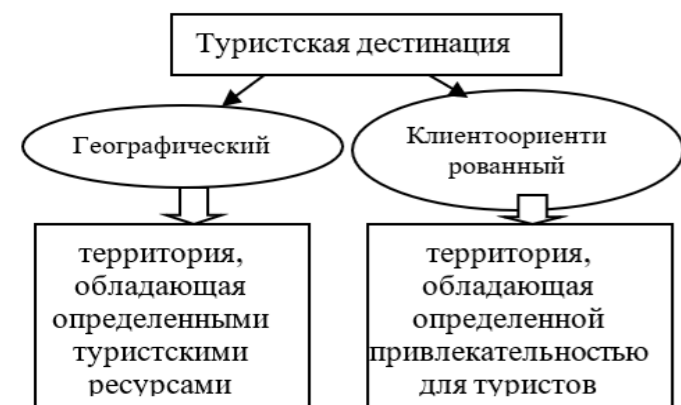 Туристская дестинация
Географический
Клиентоориенти
рованный
территория,
обладающая
определенными
туристскими
ресурсами
территория,
обладающая
определенной
привлекательностью
для туристов